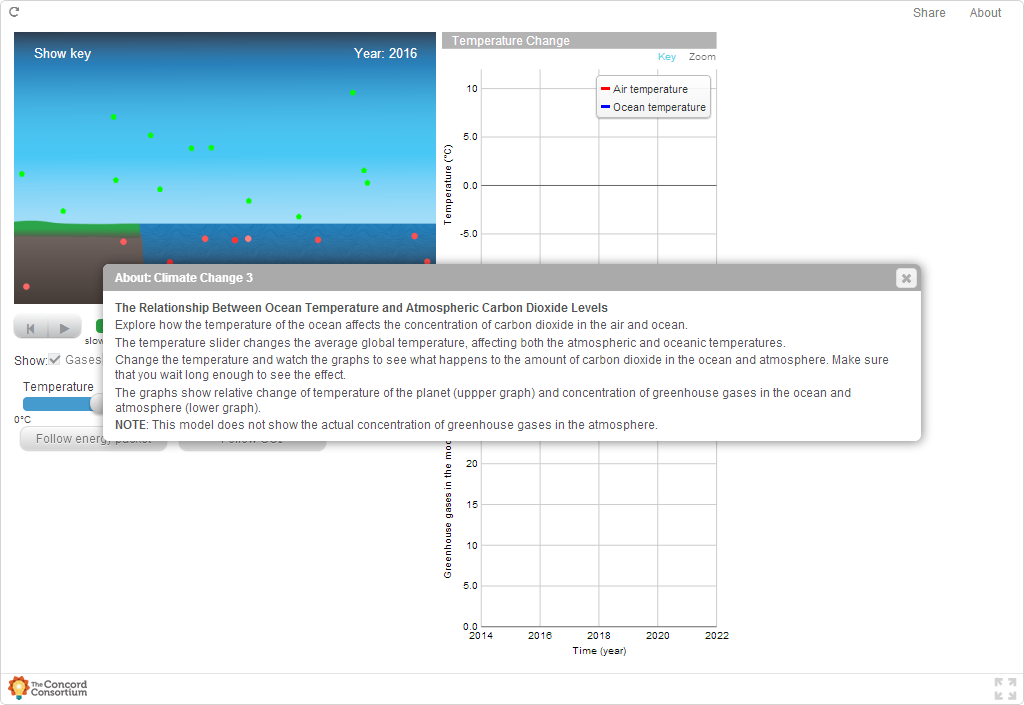 Share About
Show key Year: 2016
Temperature Change
Key Zoom
Air temperature
Ocean temperature
10
5.0
0.0
-5.0
Temperature (°C)
About: Climate Change 3
The Relationship Between Ocean Temperature and Atmospheric Carbon Dioxide Levels
Explore how the temperature of the ocean affects the concentration of carbon dioxide in the air and ocean.
The temperature slider changes the average global temperature, affecting both the atmospheric and oceanic temperatures.
Change the temperature and watch the graphs to see what happens to the amount of carbon dioxide in the ocean and atmosphere. Make sure
that you wait long enough to see the effect.
The graphs show relative change of temperature of the planet (uppper graph) and concentration of greenhouse gases in the ocean and
atmosphere (lower graph).
NOTE: This model does not show the actual concentration of greenhouse gases in the atmosphere.
slow
Show: Gases
Temperature
0°C
Follow energy packet
Greenhouse gases in the mod
20
15
10
5.0
0.0
2014 2016 2018 2020 2022
Time (year)
The Concord
Consortium